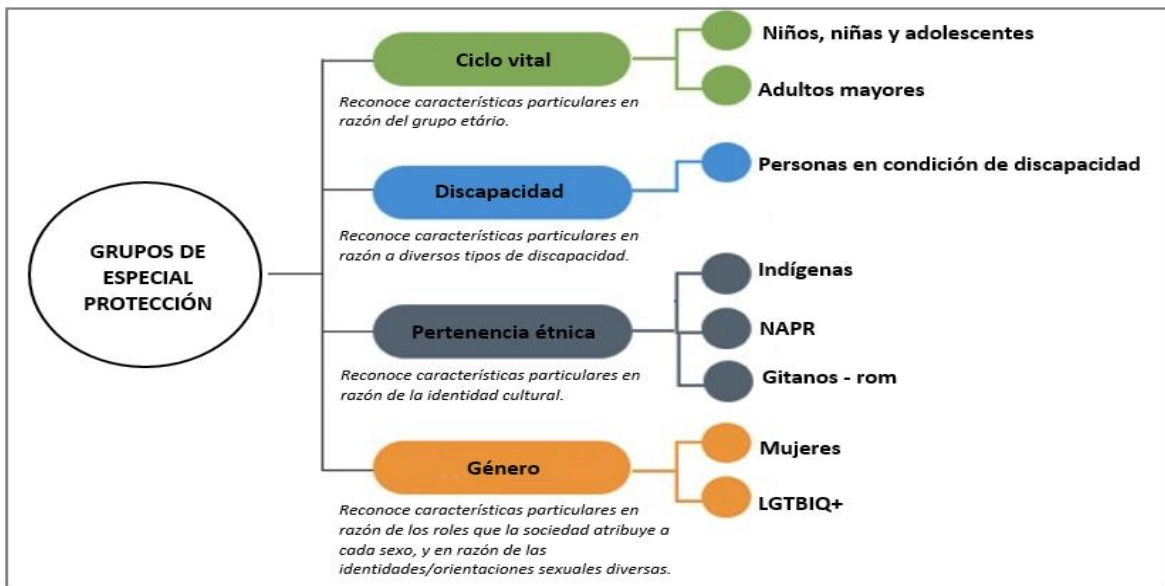 GRUPOS DE
ESPECIAL
PROTECCIÓN
Ciclo vital
Reconoce características particulares en
razón del grupo etário.
Niños, niñas y adolescentes
Adultos mayores
Discapacidad
Reconoce características particulares en
razón a diversos tipos de discapacidad.
Personas en condición de discapacidad
Pertenencia étnica
Reconoce características particulares en
razón de la identidad cultural.
Indígenas
NAPR
Gitanos - rom
Género
Reconoce características particulares en
razón de los roles que la sociedad atribuye a
cada sexo, y en razón de las
identidades/orientaciones sexuales diversas.
Mujeres
LGTBIQ+